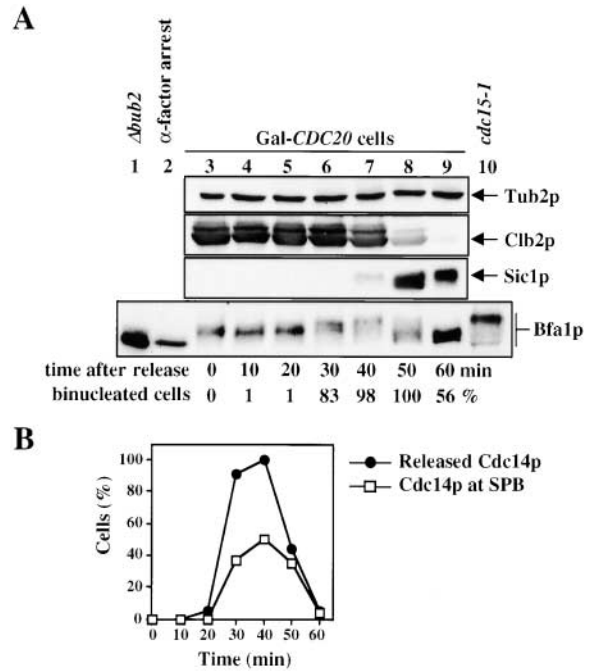 A
Δbub2
α-factor arrest
Gal-CDC20 cells
cdc15-1
1 2 3 4 5 6 7 8 9 10
Tub2p
Clb2p
Sic1p
Bfa1p
time after release 0 10 20 30 40 50 60 min
binucleated cells 0 1 1 83 98 100 56 %
B
Cells (%)
100
80
60
40
20
0
0 10 20 30 40 50 60
Time (min)
Released Cdc14p
Cdc14p at SPB